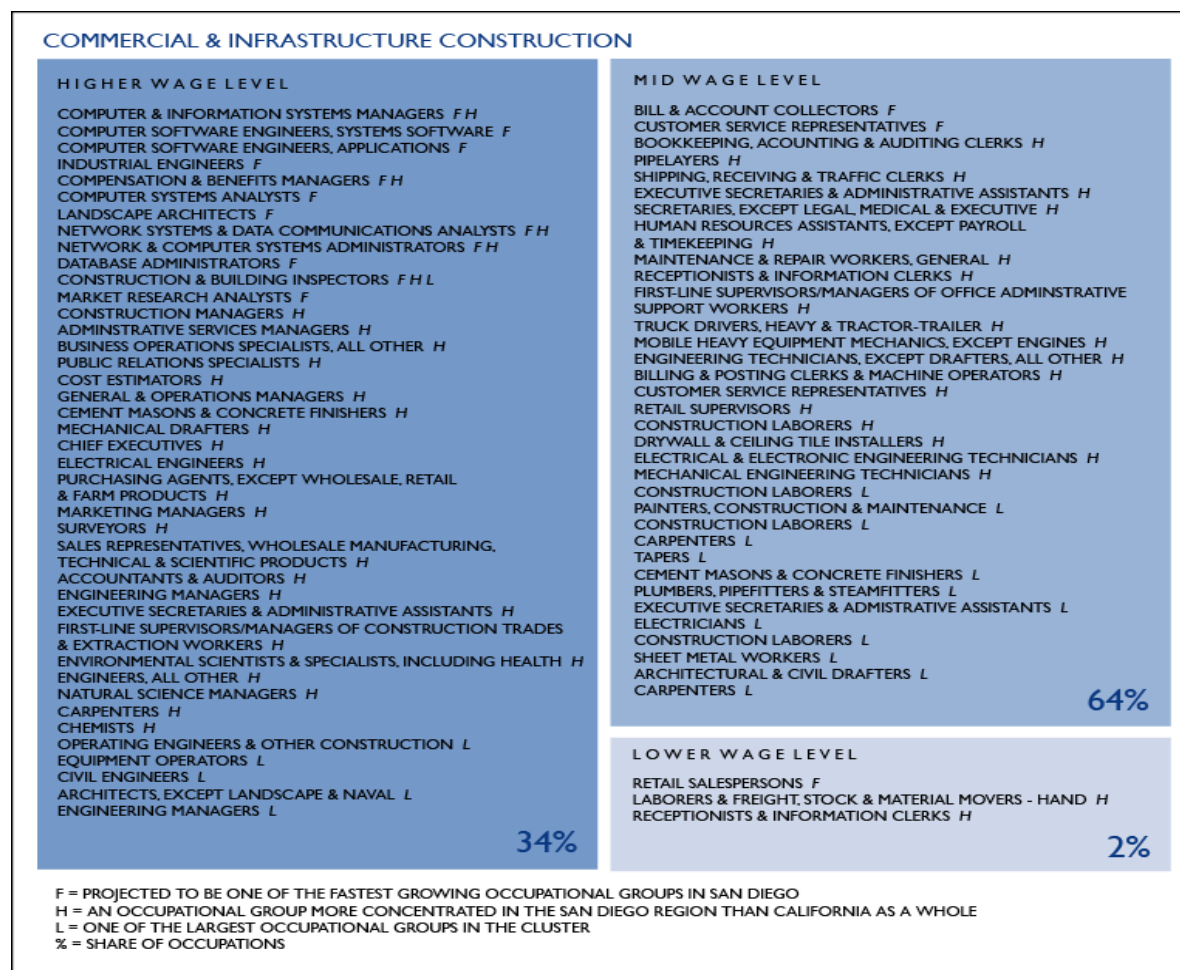 COMMERCIAL & INFRASTRUCTURE CONSTRUCTION
HIGHER WAGE LEVEL
COMPUTER & INFORMATION SYSTEMS MANAGERS F H
COMPUTER SOFTWARE ENGINEERS, SYSTEMS SOFTWARE F
COMPUTER SOFTWARE ENGINEERS, APPLICATIONS F
INDUSTRIAL ENGINEERS F
COMPENSATION & BENEFITS MANAGERS F H
COMPUTER SYSTEMS ANALYSTS F
LANDSCAPE ARCHITECTS F
NETWORK SYSTEMS & DATA COMMUNICATIONS ANALYSTS F H
NETWORK & COMPUTER SYSTEMS ADMINISTRATORS F H
DATABASE ADMINISTRATORS F
CONSTRUCTION & BUILDING INSPECTORS F H L
MARKET RESEARCH ANALYSTS F
CONSTRUCTION MANAGERS H
ADMINSTRATIVE SERVICES MANAGERS H
BUSINESS OPERATIONS SPECIALISTS, ALL OTHER H
PUBLIC RELATIONS SPECIALISTS H
COST ESTIMATORS H
GENERAL & OPERATIONS MANAGERS H
CEMENT MASONS & CONCRETE FINISHERS H
MECHANICAL DRAFTERS H
CHIEF EXECUTIVES H
ELECTRICAL ENGINEERS H
PURCHASING AGENTS, EXCEPT WHOLESALE, RETAIL
& FARM PRODUCTS H
MARKETING MANAGERS H
SURVEYORS H
SALES REPRESENTATIVES, WHOLESALE MANUFACTURING,
TECHNICAL & SCIENTIFIC PRODUCTS H
ACCOUNTANTS & AUDITORS H
ENGINEERING MANAGERS H
EXECUTIVE SECRETARIES & ADMINISTRATIVE ASSISTANTS H
FIRST-LINE SUPERVISORS/MANAGERS OF CONSTRUCTION TRADES
& EXTRACTION WORKERS H
ENVIRONMENTAL SCIENTISTS & SPECIALISTS, INCLUDING HEALTH H
ENGINEERS, ALL OTHER H
NATURAL SCIENCE MANAGERS H
CARPENTERS H
CHEMISTS H
OPERATING ENGINEERS & OTHER CONSTRUCTION L
EQUIPMENT OPERATORS L
CIVIL ENGINEERS L
ARCHITECTS, EXCEPT LANDSCAPE & NAVAL L
ENGINEERING MANAGERS L
34%
MID WAGE LEVEL
BILL & ACCOUNT COLLECTORS F
CUSTOMER SERVICE REPRESENTATIVES F
BOOKKEEPING, ACOUNTING & AUDITING CLERKS H
PIPELAYERS H
SHIPPING, RECEIVING & TRAFFIC CLERKS H
EXECUTIVE SECRETARIES & ADMINISTRATIVE ASSISTANTS H
SECRETARIES, EXCEPT LEGAL, MEDICAL & EXECUTIVE H
HUMAN RESOURCES ASSISTANTS, EXCEPT PAYROLL
& TIMEKEEPING H
MAINTENANCE & REPAIR WORKERS, GENERAL H
RECEPTIONISTS & INFORMATION CLERKS H
FIRST-LINE SUPERVISORS/MANAGERS OF OFFICE ADMINSTRATIVE
SUPPORT WORKERS H
TRUCK DRIVERS, HEAVY & TRACTOR-TRAILER H
MOBILE HEAVY EQUIPMENT MECHANICS, EXCEPT ENGINES H
ENGINEERING TECHNICIANS, EXCEPT DRAFTERS, ALL OTHER H
BILLING & POSTING CLERKS & MACHINE OPERATORS H
CUSTOMER SERVICE REPRESENTATIVES H
RETAIL SUPERVISORS H
CONSTRUCTION LABORERS H
DRYWALL & CEILING TILE INSTALLERS H
ELECTRICAL & ELECTRONIC ENGINEERING TECHNICIANS H
MECHANICAL ENGINEERING TECHNICIANS H
CONSTRUCTION LABORERS L
PAINTERS, CONSTRUCTION & MAINTENANCE L
CONSTRUCTION LABORERS L
CARPENTERS L
TAPERS L
CEMENT MASONS & CONCRETE FINISHERS L
PLUMBERS, PIPEFITTERS & STEAMFITTERS L
EXECUTIVE SECRETARIES & ADMISTRATIVE ASSISTANTS L
ELECTRICIANS L
CONSTRUCTION LABORERS L
SHEET METAL WORKERS L
ARCHITECTURAL & CIVIL DRAFTERS L
CARPENTERS L
64%
LOWER WAGE LEVEL
RETAIL SALESPERSONS F
LABORERS & FREIGHT, STOCK & MATERIAL MOVERS - HAND H
RECEPTIONISTS & INFORMATION CLERKS H
2%
F = PROJECTED TO BE ONE OF THE FASTEST GROWING OCCUPATIONAL GROUPS IN SAN DIEGO
H = AN OCCUPATIONAL GROUP MORE CONCENTRATED IN THE SAN DIEGO REGION THAN CALIFORNIA AS A WHOLE
L = ONE OF THE LARGEST OCCUPATIONAL GROUPS IN THE CLUSTER
% = SHARE OF OCCUPATIONS